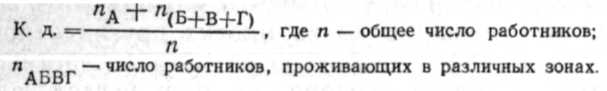 К. д. = (n_А + n_(Б+В+Г)) / n, где n — общее число работников;
n_АБВГ — число работников, проживающих в различных зонах.